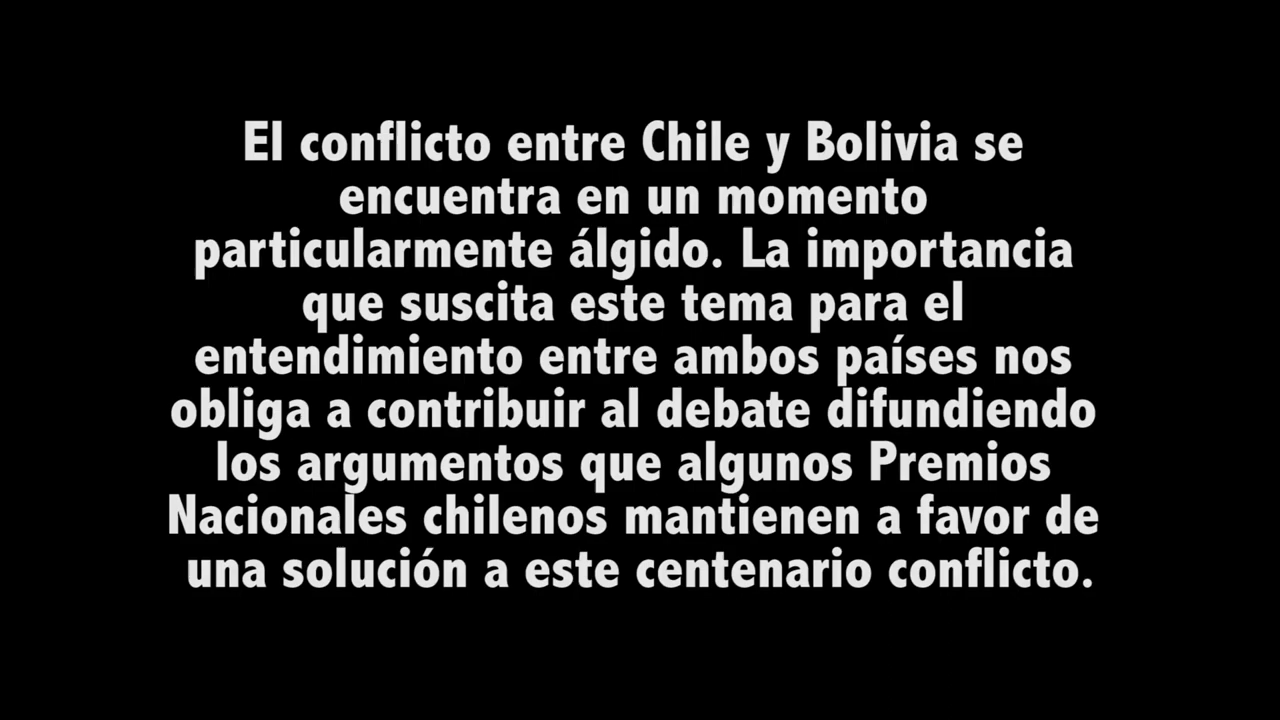 El conflicto entre Chile y Bolivia se
encuentra en un momento
particularmente álgido. La importancia
que suscita este tema para el
entendimiento entre ambos países nos
obliga a contribuir al debate difundiendo
los argumentos que algunos Premios
Nacionales chilenos mantienen a favor de
una solución a este centenario conflicto.